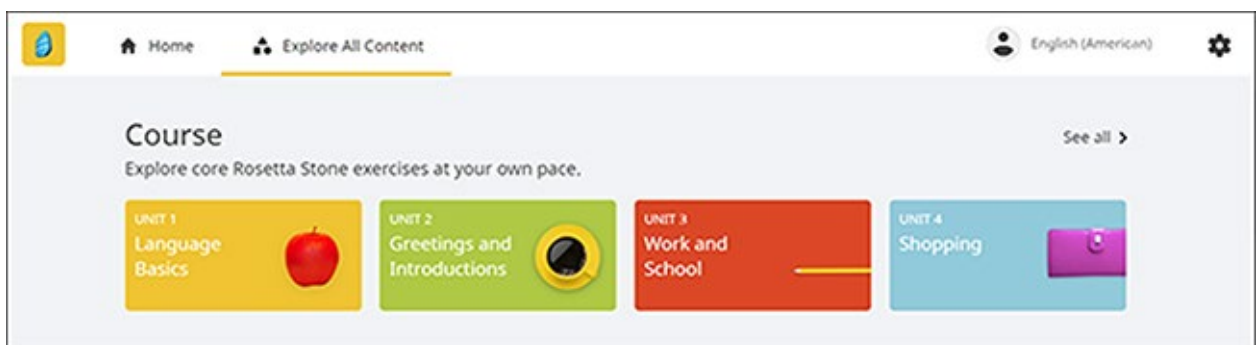 Home
Explore All Content
English (American)
Course
See all
Explore core Rosetta Stone exercises at your own pace.
UNIT 1
Language
Basics
UNIT 2
Greetings and
Introductions
UNIT 3
Work and
School
UNIT 4
Shopping